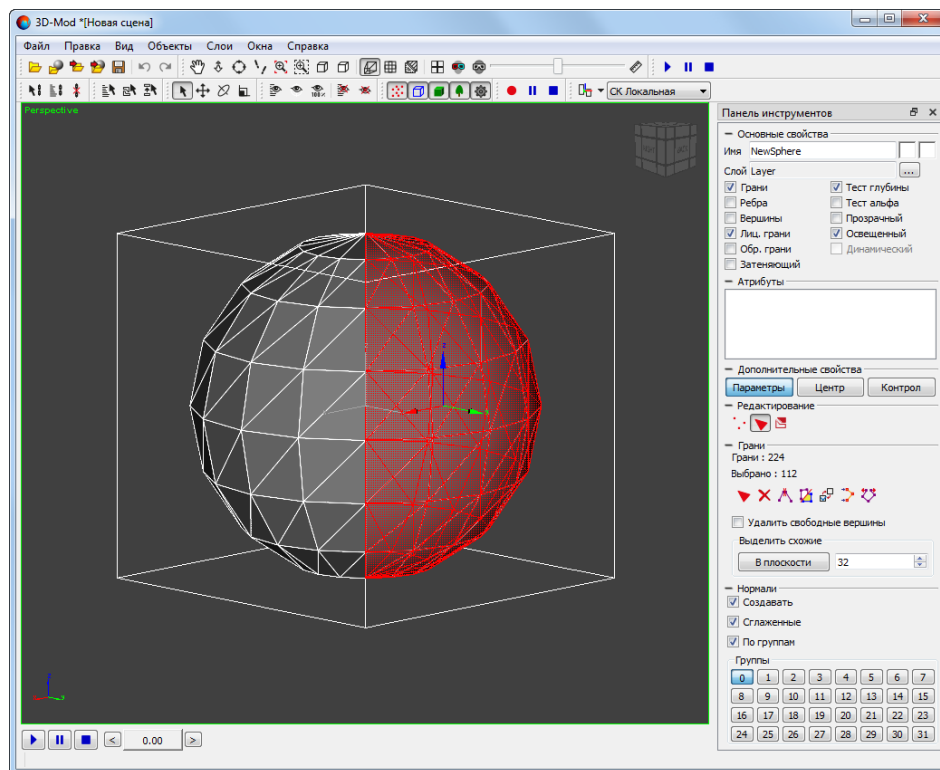 3D-Mod *[Новая сцена]
Файл Правка Вид Объекты Слои Окна Справка
100%
СК Локальная
Perspective
Панель инструментов
Основные свойства
Имя NewSphere
Слой Layer ...
Грани Тест глубины
Ребра Тест альфа
Вершины Прозрачный
Лиц. грани Освещенный
Обр. грани Динамический
Затеняющий
Атрибуты
Дополнительные свойства
Параметры Центр Контрол
Редактирование
Грани
Грани : 224
Выбрано : 112
Удалить свободные вершины
Выделить схожие
В плоскости 32
Нормали
Создавать
Сглаженные
По группам
Группы
0 1 2 3 4 5 6 7
8 9 10 11 12 13 14 15
16 17 18 19 20 21 22 23
24 25 26 27 28 29 30 31
< 0.00 >